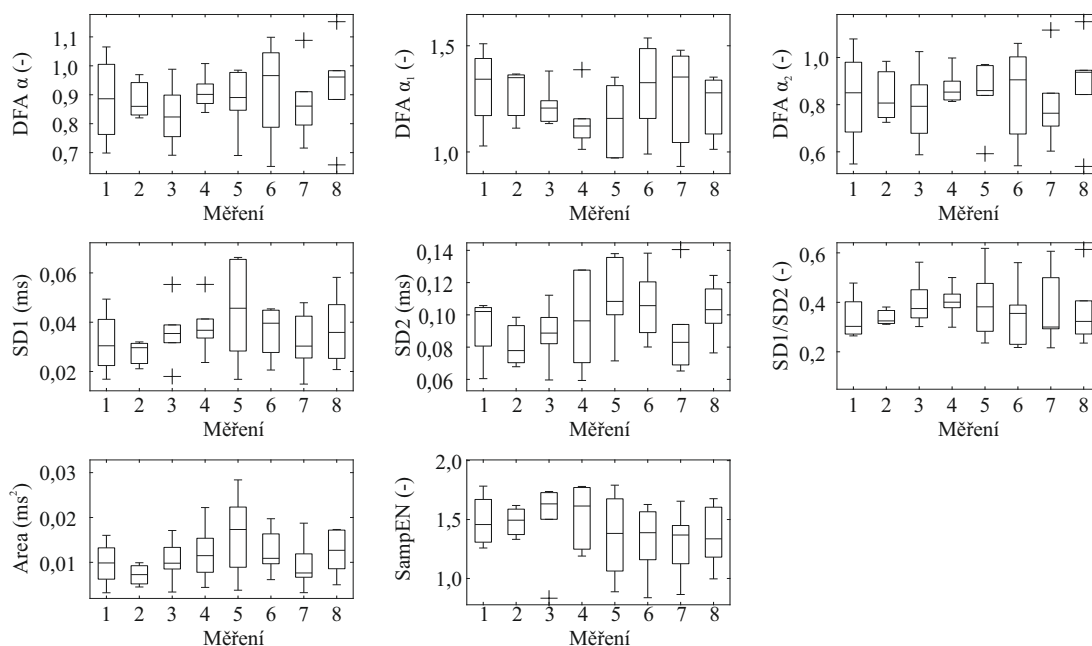 DFA α (-)
1,1
1,0
0,9
0,8
0,7
1 2 3 4 5 6 7 8
Měření
DFA α₁ (-)
1,5
1,0
1 2 3 4 5 6 7 8
Měření
DFA α₂ (-)
1,0
0,8
0,6
1 2 3 4 5 6 7 8
Měření
SD1 (ms)
0,06
0,04
0,02
1 2 3 4 5 6 7 8
Měření
SD2 (ms)
0,14
0,12
0,10
0,08
0,06
1 2 3 4 5 6 7 8
Měření
SD1/SD2 (-)
0,6
0,4
0,2
1 2 3 4 5 6 7 8
Měření
Area (ms²)
0,03
0,02
0,01
1 2 3 4 5 6 7 8
Měření
SampEN (-)
2,0
1,5
1,0
1 2 3 4 5 6 7 8
Měření